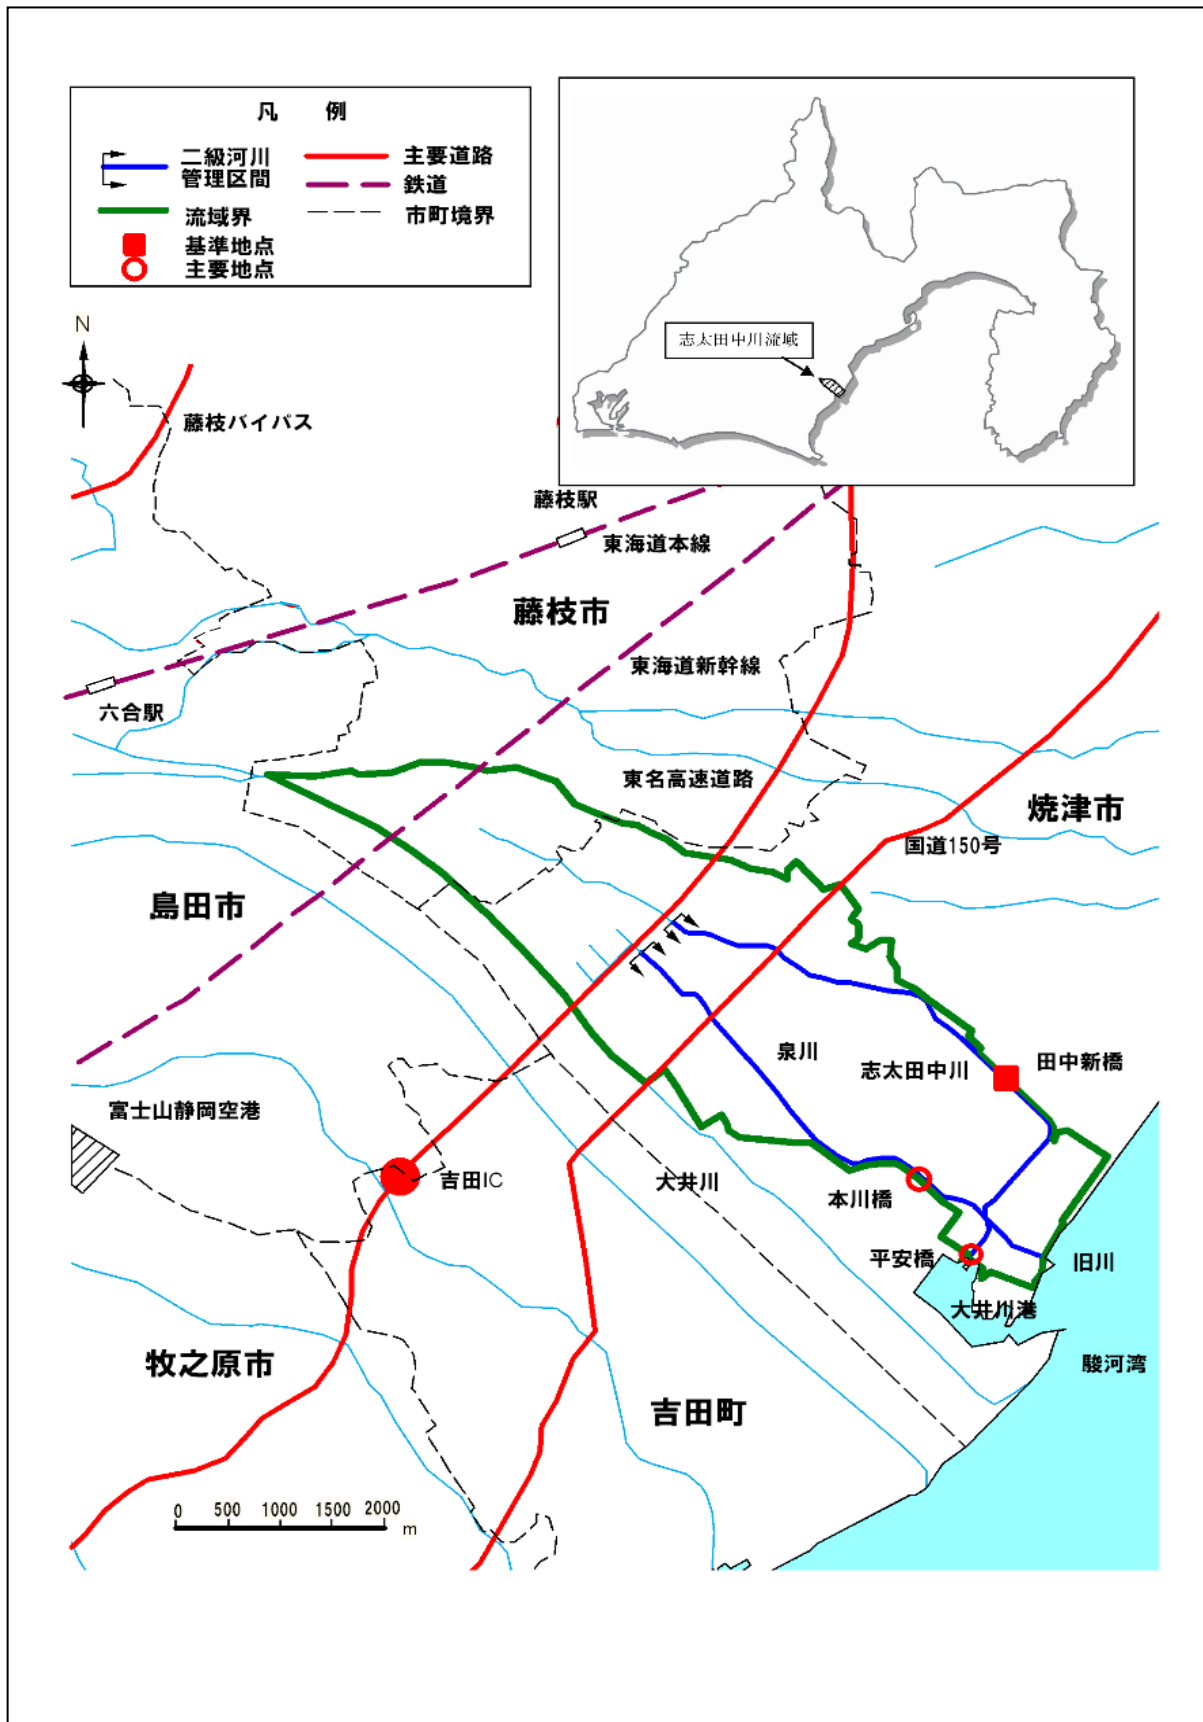 凡 例
二級河川
管理区間
主要道路
鉄道
流域界
市町境界
基準地点
主要地点
志太田中川流域
N
藤枝バイパス
藤枝駅
東海道本線
藤枝市
東海道新幹線
六合駅
東名高速道路
焼津市
国道150号
島田市
泉川
志太田中川
田中新橋
富士山静岡空港
吉田IC
大井川
本川橋
平安橋
旧川
大井川港
駿河湾
牧之原市
吉田町
0 500 1000 1500 2000
m